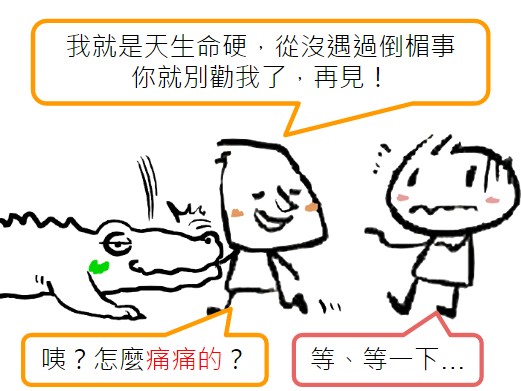 我就是天生命硬，從沒遇過倒楣事
你就別勸我了，再見！
咦？怎麼痛痛的？
等、等一下...